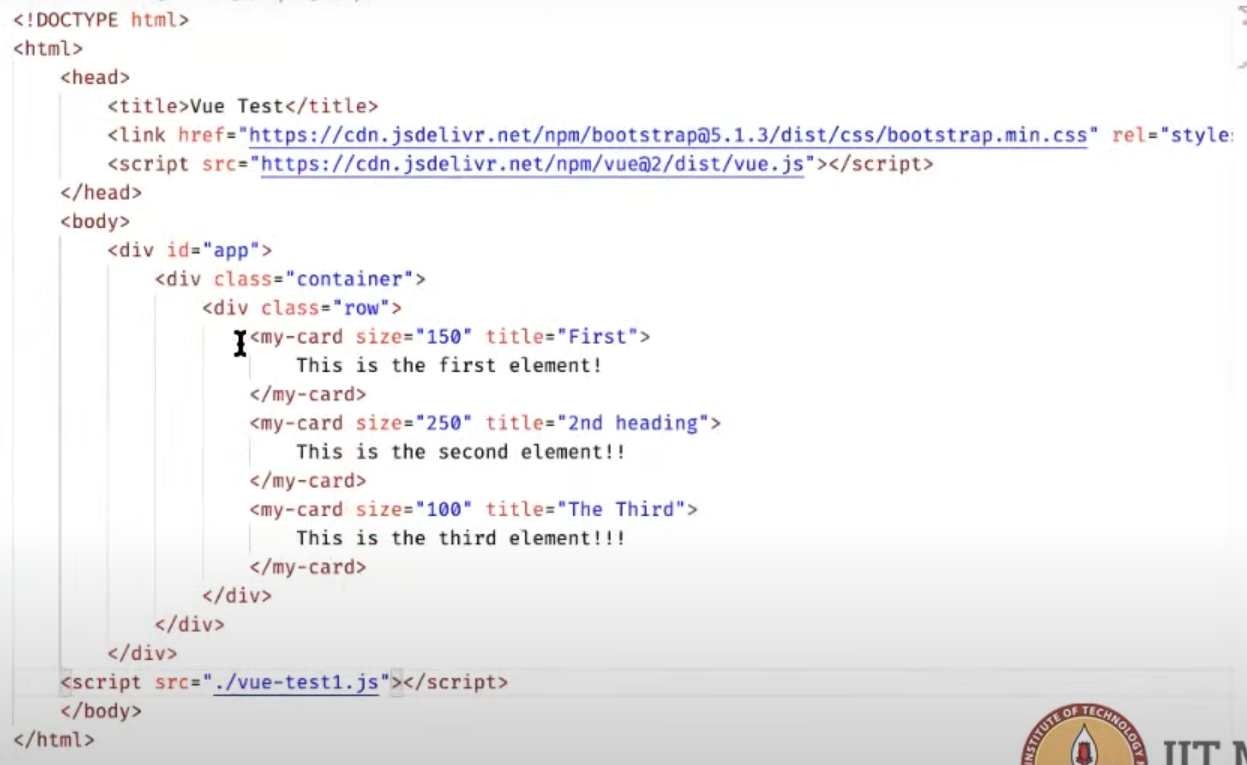 <!DOCTYPE html>
<html>
<head>
<title>Vue Test</title>
<link href="https://cdn.jsdelivr.net/npm/bootstrap@5.1.3/dist/css/bootstrap.min.css" rel="style
<script src="https://cdn.jsdelivr.net/npm/vue@2/dist/vue.js"></script>
</head>
<body>
<div id="app">
<div class="container">
<div class="row">
<my-card size="150" title="First">
This is the first element!
</my-card>
<my-card size="250" title="2nd heading">
This is the second element!!
</my-card>
<my-card size="100" title="The Third">
This is the third element!!!
</my-card>
</div>
</div>
</div>
<script src="./vue-test1.js"></script>
</body>
</html>
INSTITUTE OF TECHNOLOGY
IIT